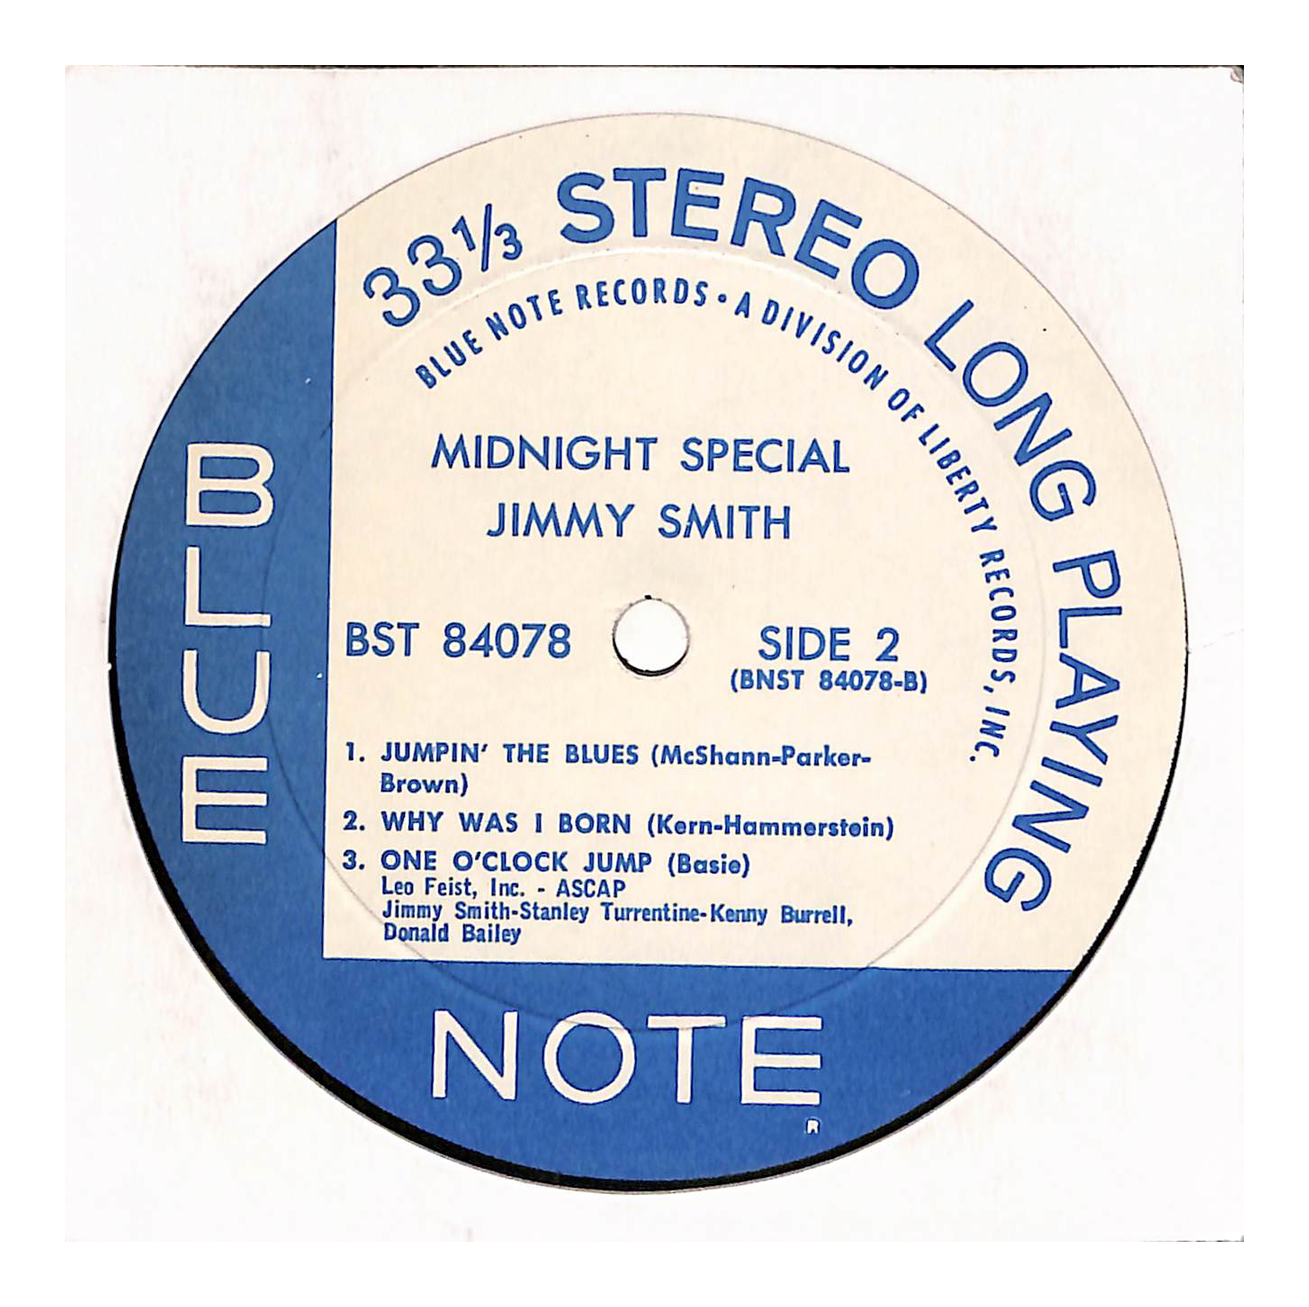 33⅓ STEREO LONG PLAYING
BLUE NOTE RECORDS • A DIVISION OF LIBERTY RECORDS, INC.
MIDNIGHT SPECIAL
JIMMY SMITH
BST 84078
SIDE 2
(BNST 84078-B)
1. JUMPIN' THE BLUES (McShann-Parker-
Brown)
2. WHY WAS I BORN (Kern-Hammerstein)
3. ONE O'CLOCK JUMP (Basie)
Leo Feist, Inc. - ASCAP
Jimmy Smith-Stanley Turrentine-Kenny Burrell,
Donald Bailey
BLUE
NOTE
R